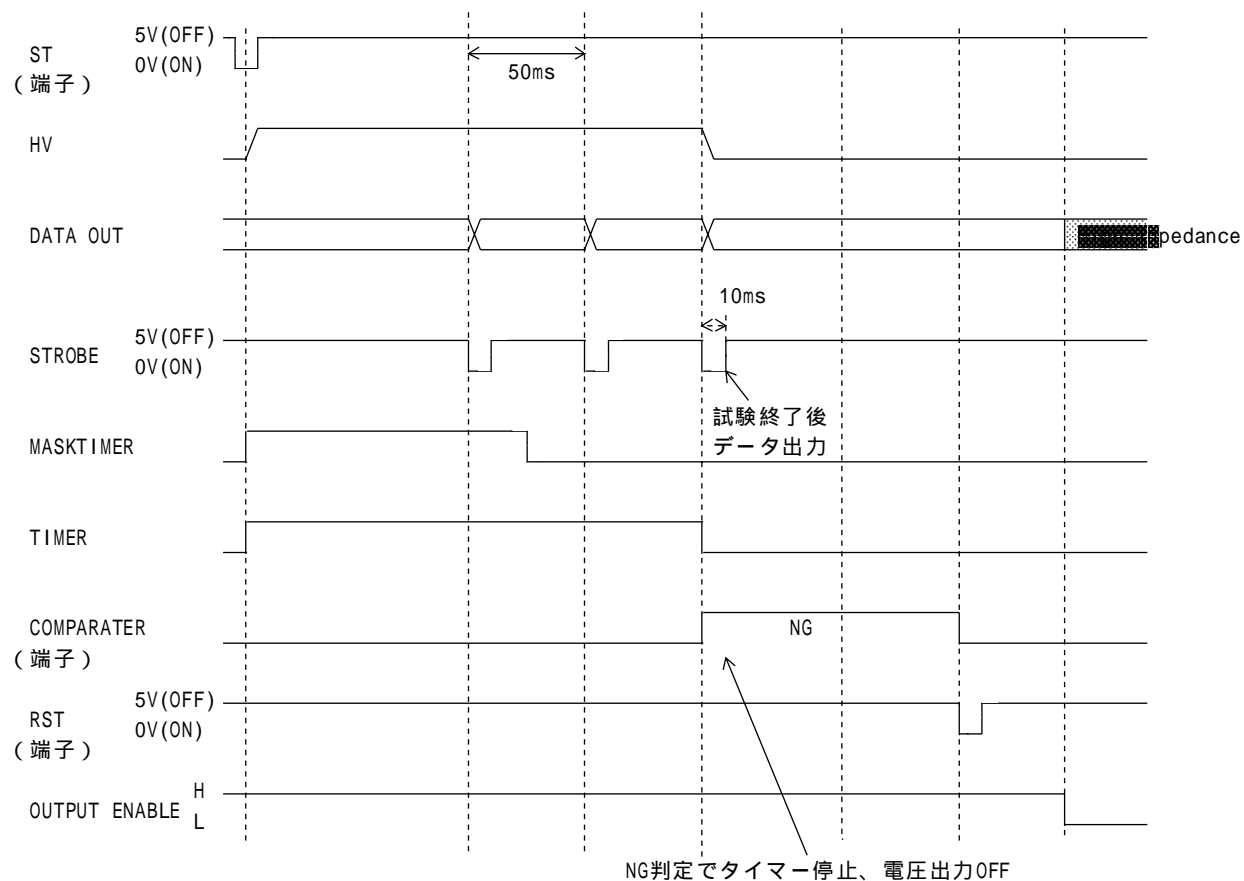 5V(OFF)
ST
0V(ON)
(端子)
50ms
HV
DATA OUT
pedance
10ms
5V(OFF)
STROBE
0V(ON)
試験終了後
データ出力
MASKTIMER
TIMER
COMPARATER
(端子)
NG
5V(OFF)
RST
0V(ON)
(端子)
H
OUTPUT ENABLE
L
NG判定でタイマー停止、電圧出力OFF